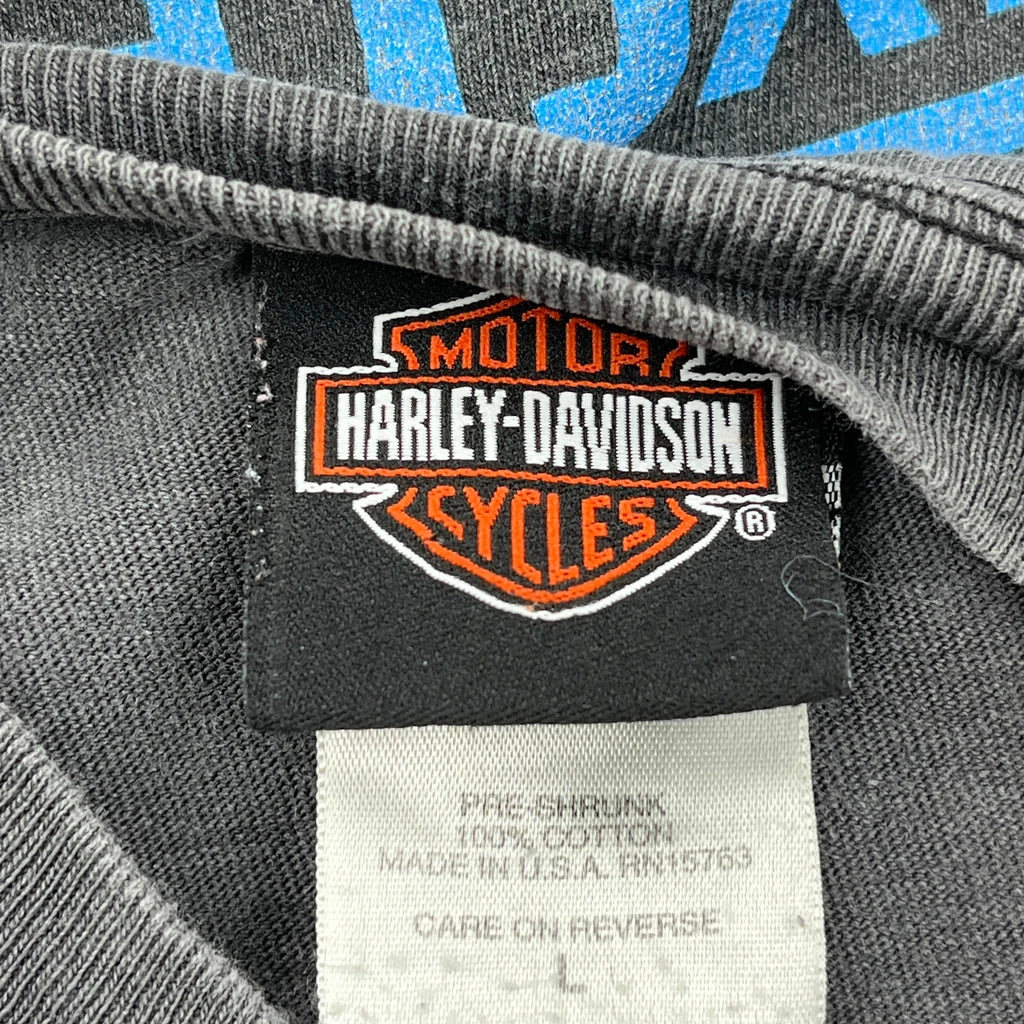 MOTOR
HARLEY-DAVIDSON
CYCLES
®
PRE-SHRUNK
100% COTTON
MADE IN U.S.A. RN15763
CARE ON REVERSE
L